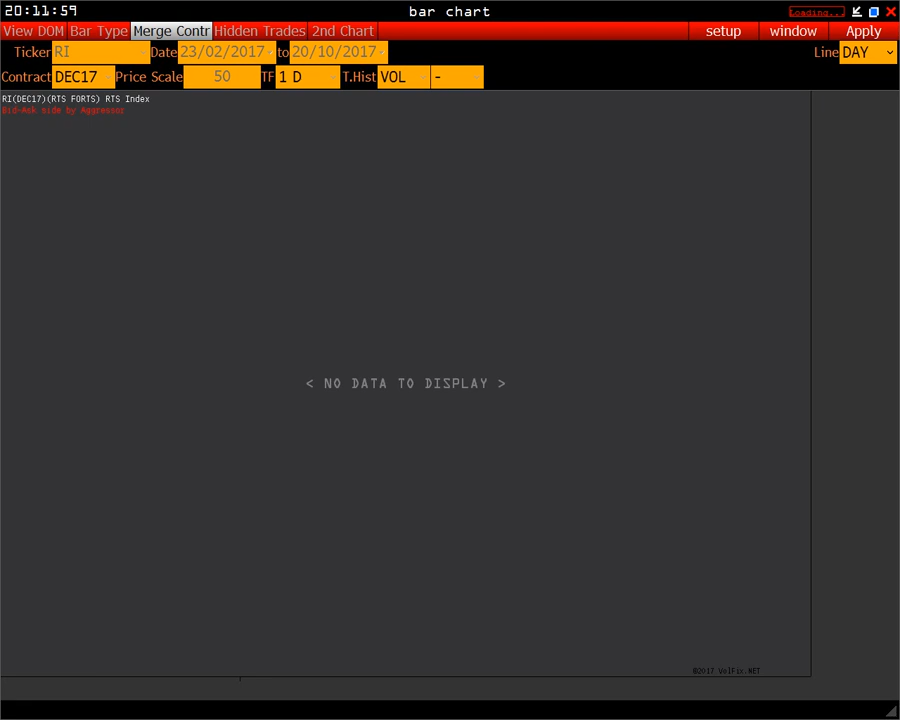 20:11:59 bar chart Loading...
View DOM Bar Type Merge Contr Hidden Trades 2nd Chart setup window Apply
Ticker RI Date 23/02/2017 to 20/10/2017 Line DAY
Contract DEC17 Price Scale 50 TF 1 D T.Hist VOL -
RI(DEC17)(RTS FORTS) RTS Index
Bid-Ask side by Aggressor
< NO DATA TO DISPLAY >
©2017 VolFix.NET